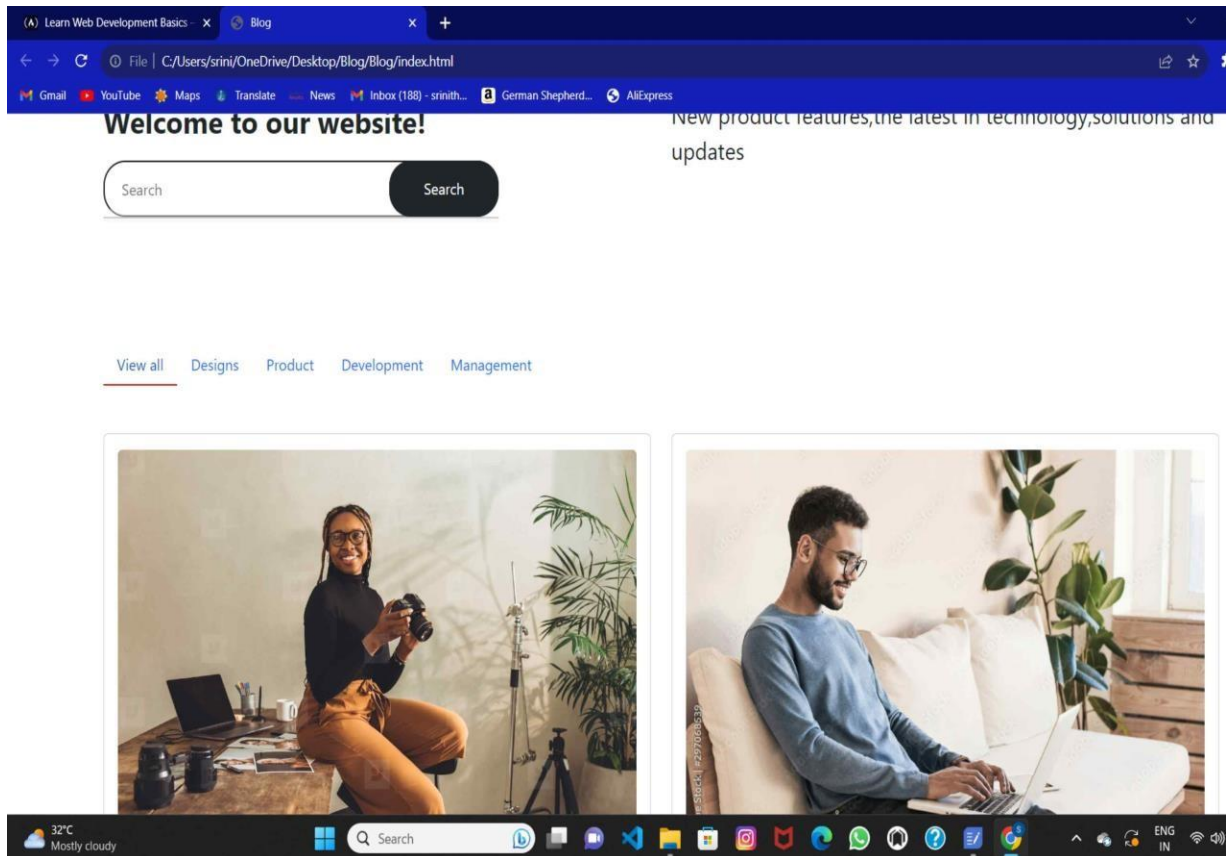 Learn Web Development Basics -
Blog
File | C:/Users/srini/OneDrive/Desktop/Blog/Blog/index.html
Gmail YouTube Maps Translate News Inbox (188) - srinith... German Shepherd... AliExpress
Welcome to our website!
New product features,the latest in technology,solutions and
updates
Search Search
View all Designs Product Development Management
Stock | #297068639
32°C
Mostly cloudy
Search
ENG
IN